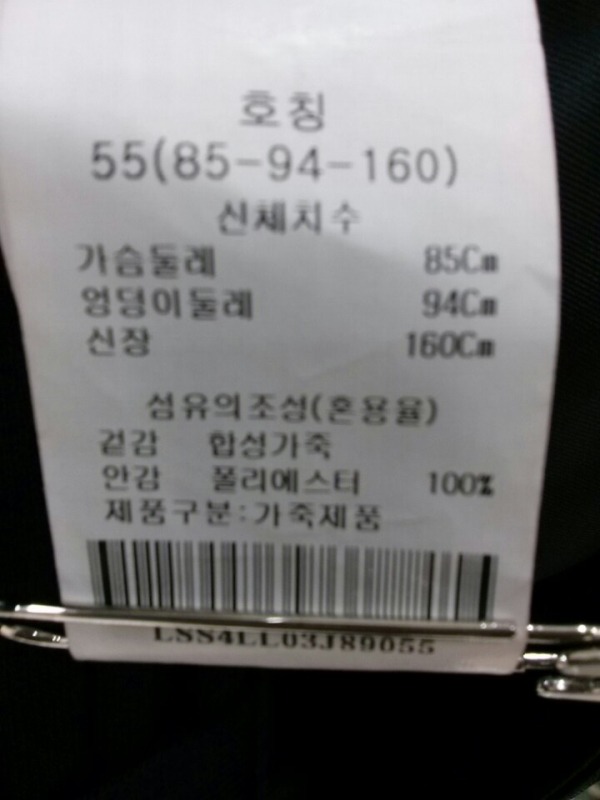 호칭
55(85-94-160)
신체치수
가슴둘레 85Cm
엉덩이둘레 94Cm
신장 160Cm
섬유의조성(혼용율)
겉감 합성가죽
안감 폴리에스터 100%
제품구분:가죽제품
LSS4LL03J89055